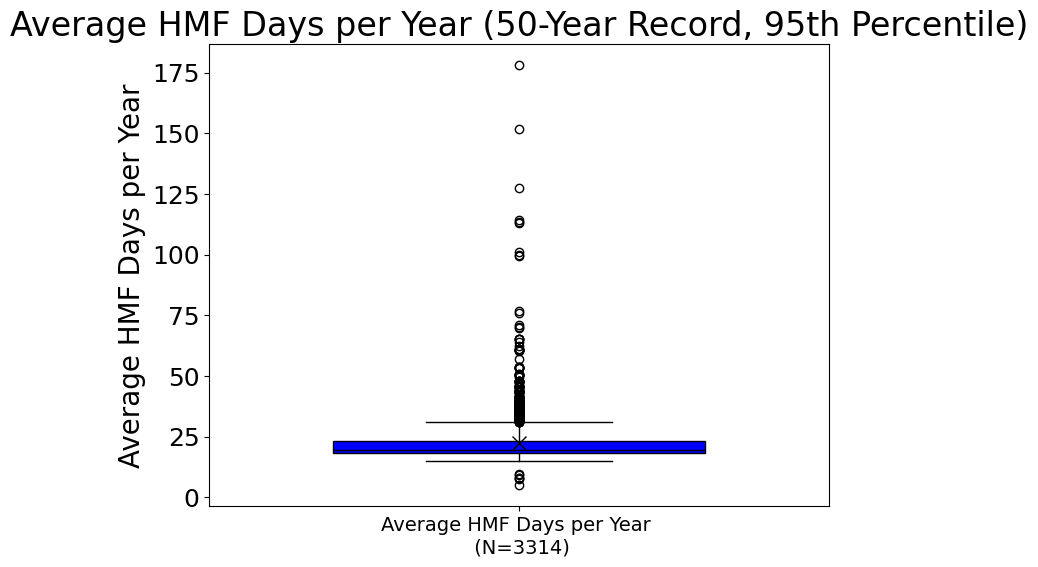 Average HMF Days per Year (50-Year Record, 95th Percentile)
Average HMF Days per Year
175
150
125
100
75
50
25
0
Average HMF Days per Year
(N=3314)